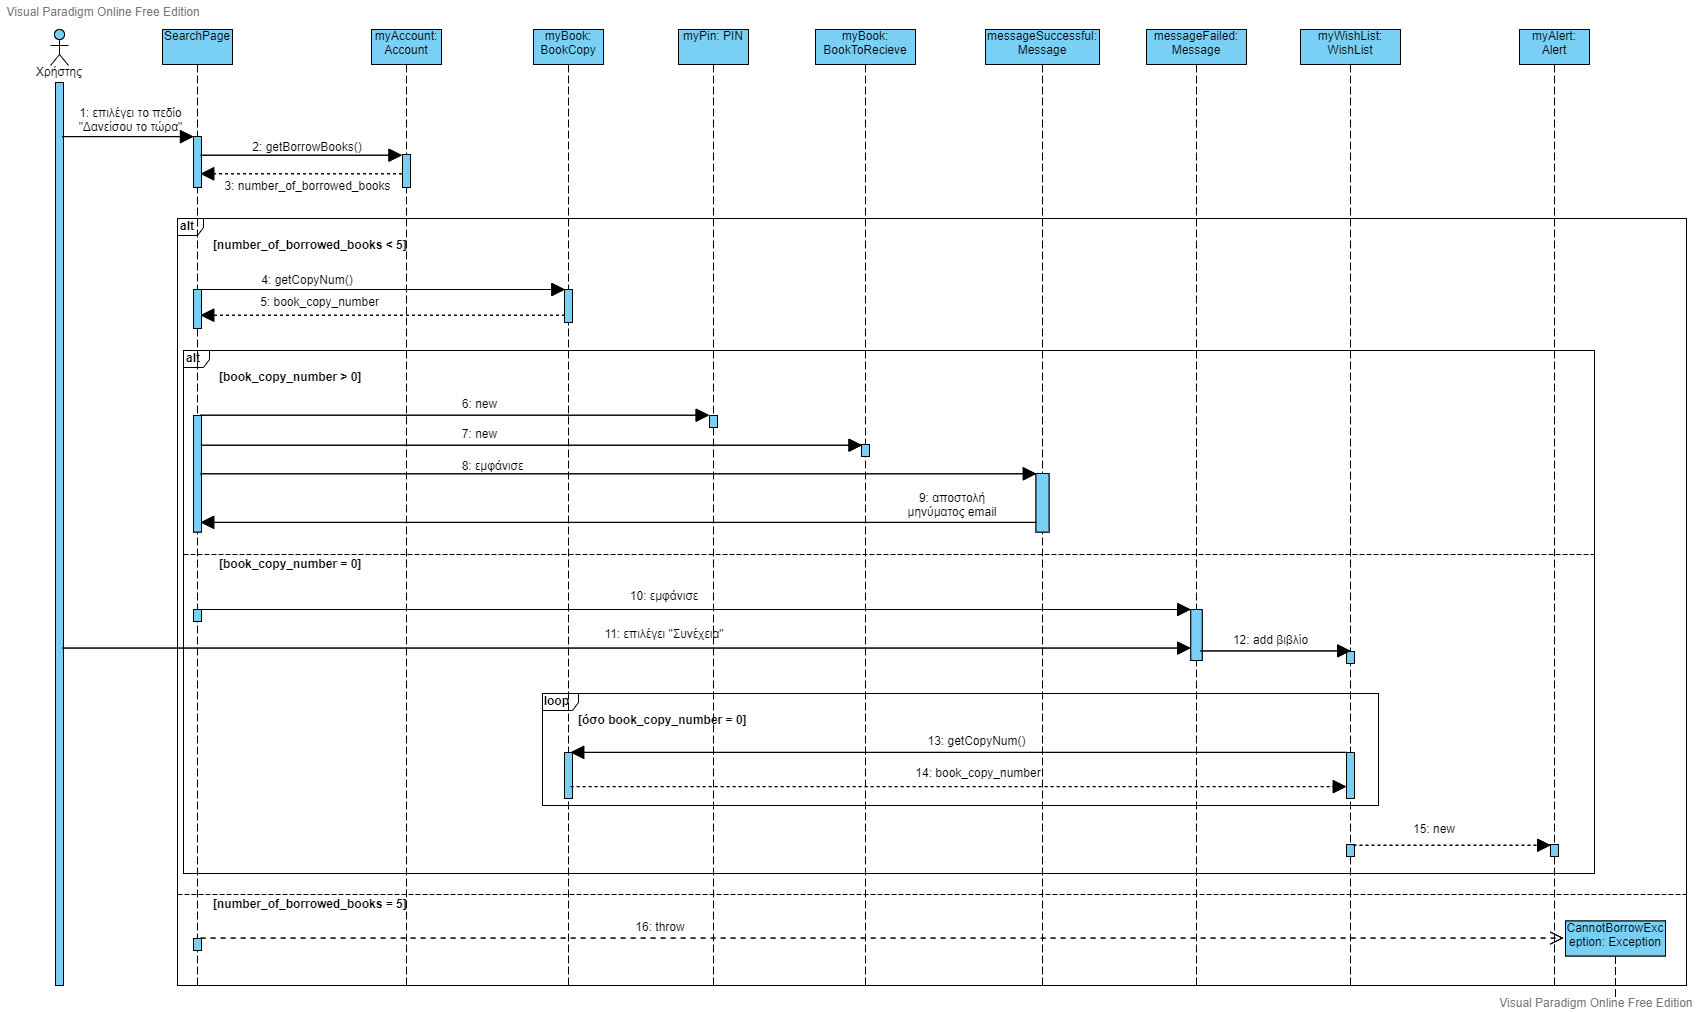 Visual Paradigm Online Free Edition
Χρήστης
SearchPage
myAccount:
Account
myBook:
BookCopy
myPin: PIN
myBook:
BookToRecieve
messageSuccessful:
Message
messageFailed:
Message
myWishList:
WishList
myAlert:
Alert
1: επιλέγει το πεδίο
"Δανείσου το τώρα"
2: getBorrowBooks()
3: number_of_borrowed_books
alt
[number_of_borrowed_books < 5]
4: getCopyNum()
5: book_copy_number
alt
[book_copy_number > 0]
6: new
7: new
8: εμφάνισε
9: αποστολή
μηνύματος email
[book_copy_number = 0]
10: εμφάνισε
11: επιλέγει "Συνέχεια"
12: add βιβλίο
loop
[όσο book_copy_number = 0]
13: getCopyNum()
14: book_copy_number
15: new
[number_of_borrowed_books = 5]
16: throw
CannotBorrowExc
eption: Exception
Visual Paradigm Online Free Edition